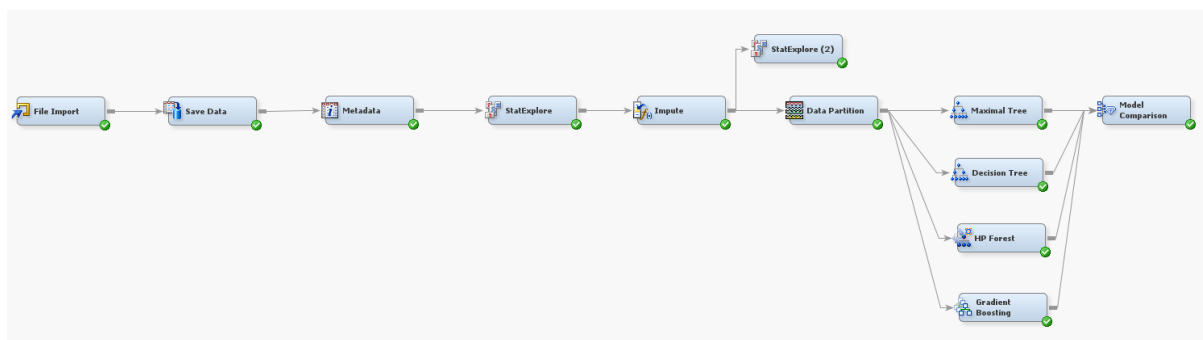 StatExplore (2)
File Import
Save Data
Metadata
StatExplore
Impute
Data Partition
Maximal Tree
Model
Comparison
Decision Tree
HP Forest
Gradient
Boosting